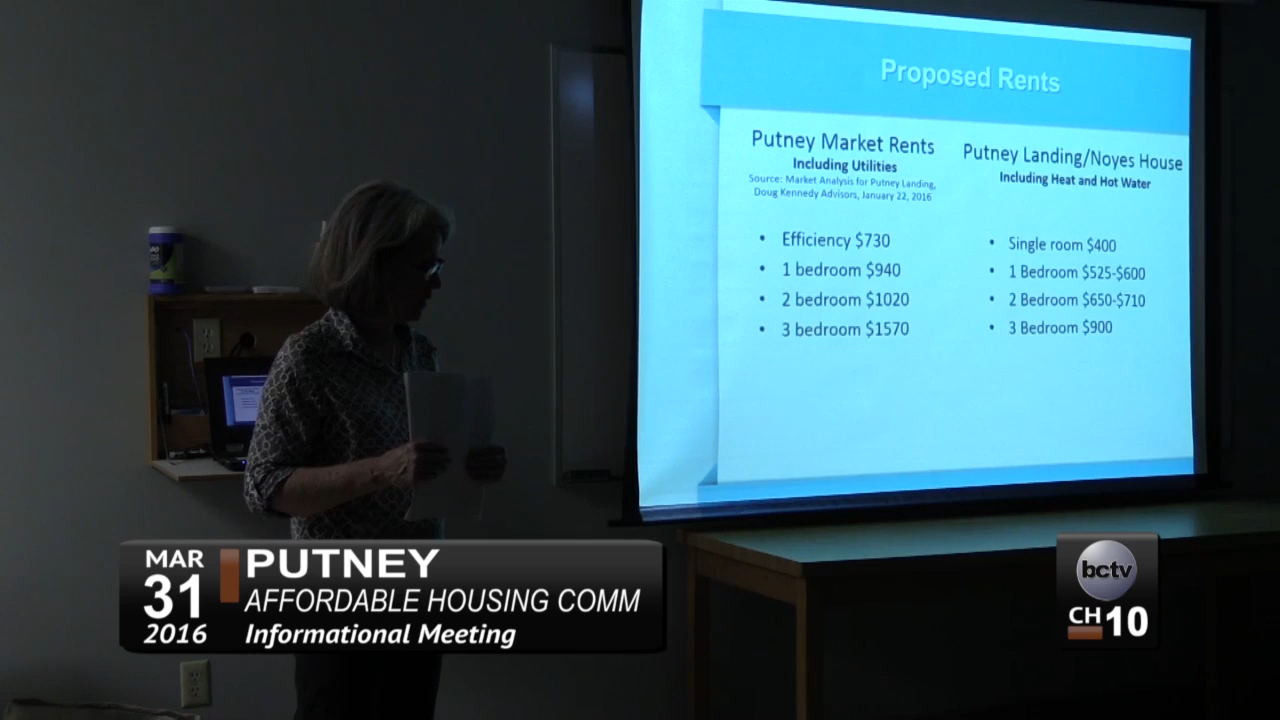 Proposed Rents
Putney Market Rents
Including Utilities
Source: Market Analysis for Putney Landing,
Doug Kennedy Advisors, January 22, 2016
• Efficiency $730
• 1 bedroom $940
• 2 bedroom $1020
• 3 bedroom $1570
Putney Landing/Noyes House
Including Heat and Hot Water
• Single room $400
• 1 Bedroom $525-$600
• 2 Bedroom $650-$710
• 3 Bedroom $900
MAR
31
2016
PUTNEY
AFFORDABLE HOUSING COMM
Informational Meeting
bctv
CH 10